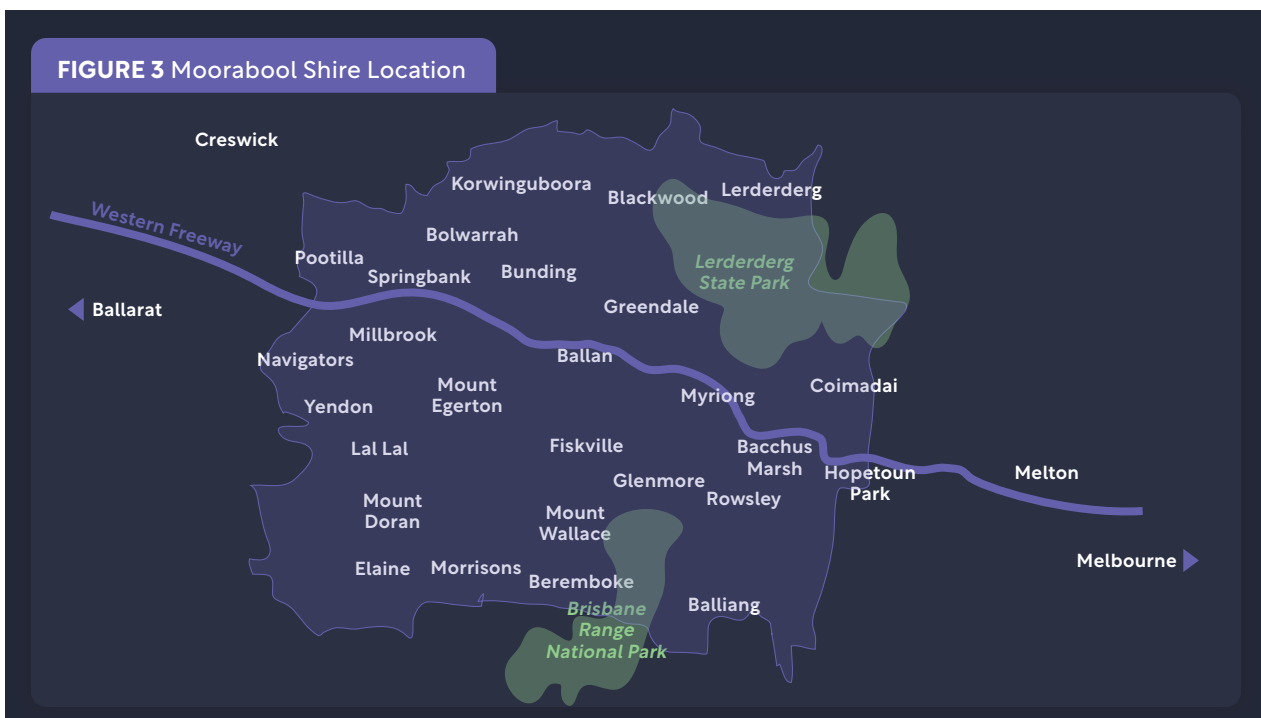 FIGURE 3 Moorabool Shire Location
Creswick
Korwinguboora
Blackwood
Lerderderg
Western Freeway
Bolwarrah
Pootilla
Springbank
Bunding
Lerderderg
State Park
Greendale
Ballarat
Millbrook
Navigators
Ballan
Mount
Egerton
Myriong
Coimadai
Yendon
Lal Lal
Fiskville
Bacchus
Marsh
Glenmore
Hopetoun
Park
Melton
Rowsley
Mount
Doran
Mount
Wallace
Elaine
Morrisons
Beremboke
Melbourne
Brisbane
Range
National Park
Balliang